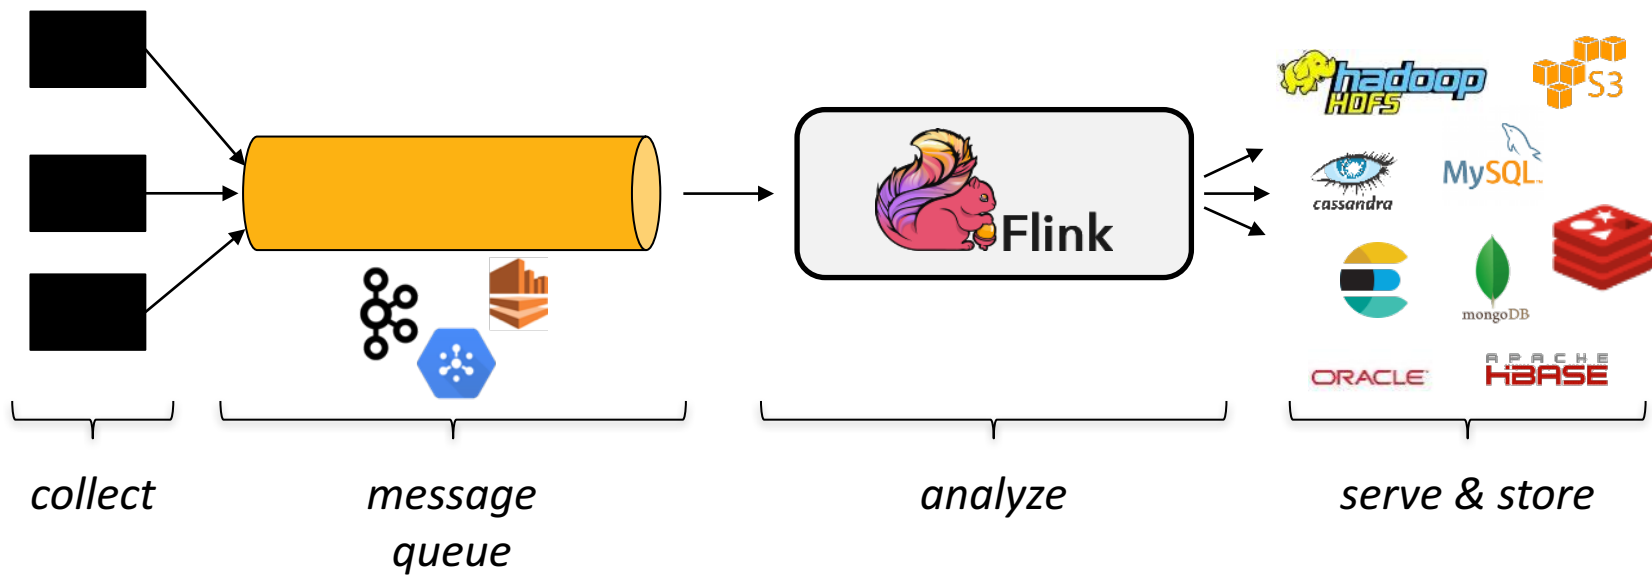 hadoop
HDFS
S3
cassandra
MySQL
Flink
mongoDB
ORACLE
APACHE
HBASE
collect
message
queue
analyze
serve & store